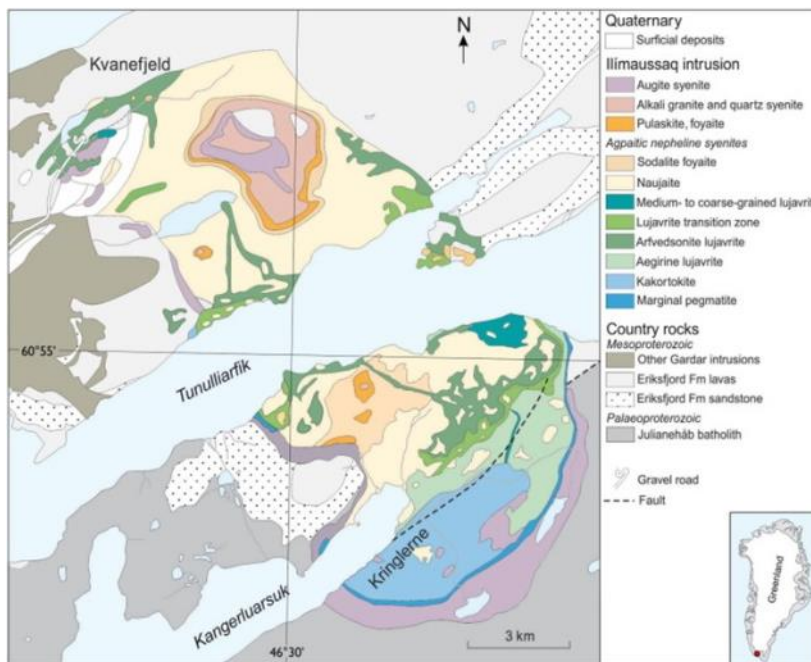 Kvanefjeld
N
60°55'
Tunulliarfik
Kangerluarsuk
Kringlerne
46°30'
3 km
Quaternary
Surficial deposits
Ilímaussaq intrusion
Augite syenite
Alkali granite and quartz syenite
Pulaskite, foyaite
Agpaitic nepheline syenites
Sodalite foyaite
Naujaite
Medium- to coarse-grained lujavrit
Lujavrite transition zone
Arfvedsonite lujavrite
Aegirine lujavrite
Kakortokite
Marginal pegmatite
Country rocks
Mesoproterozoic
Other Gardar intrusions
Eriksfjord Fm lavas
Eriksfjord Fm sandstone
Palaeoproterozoic
Julianehåb batholith
Gravel road
Fault
Greenland